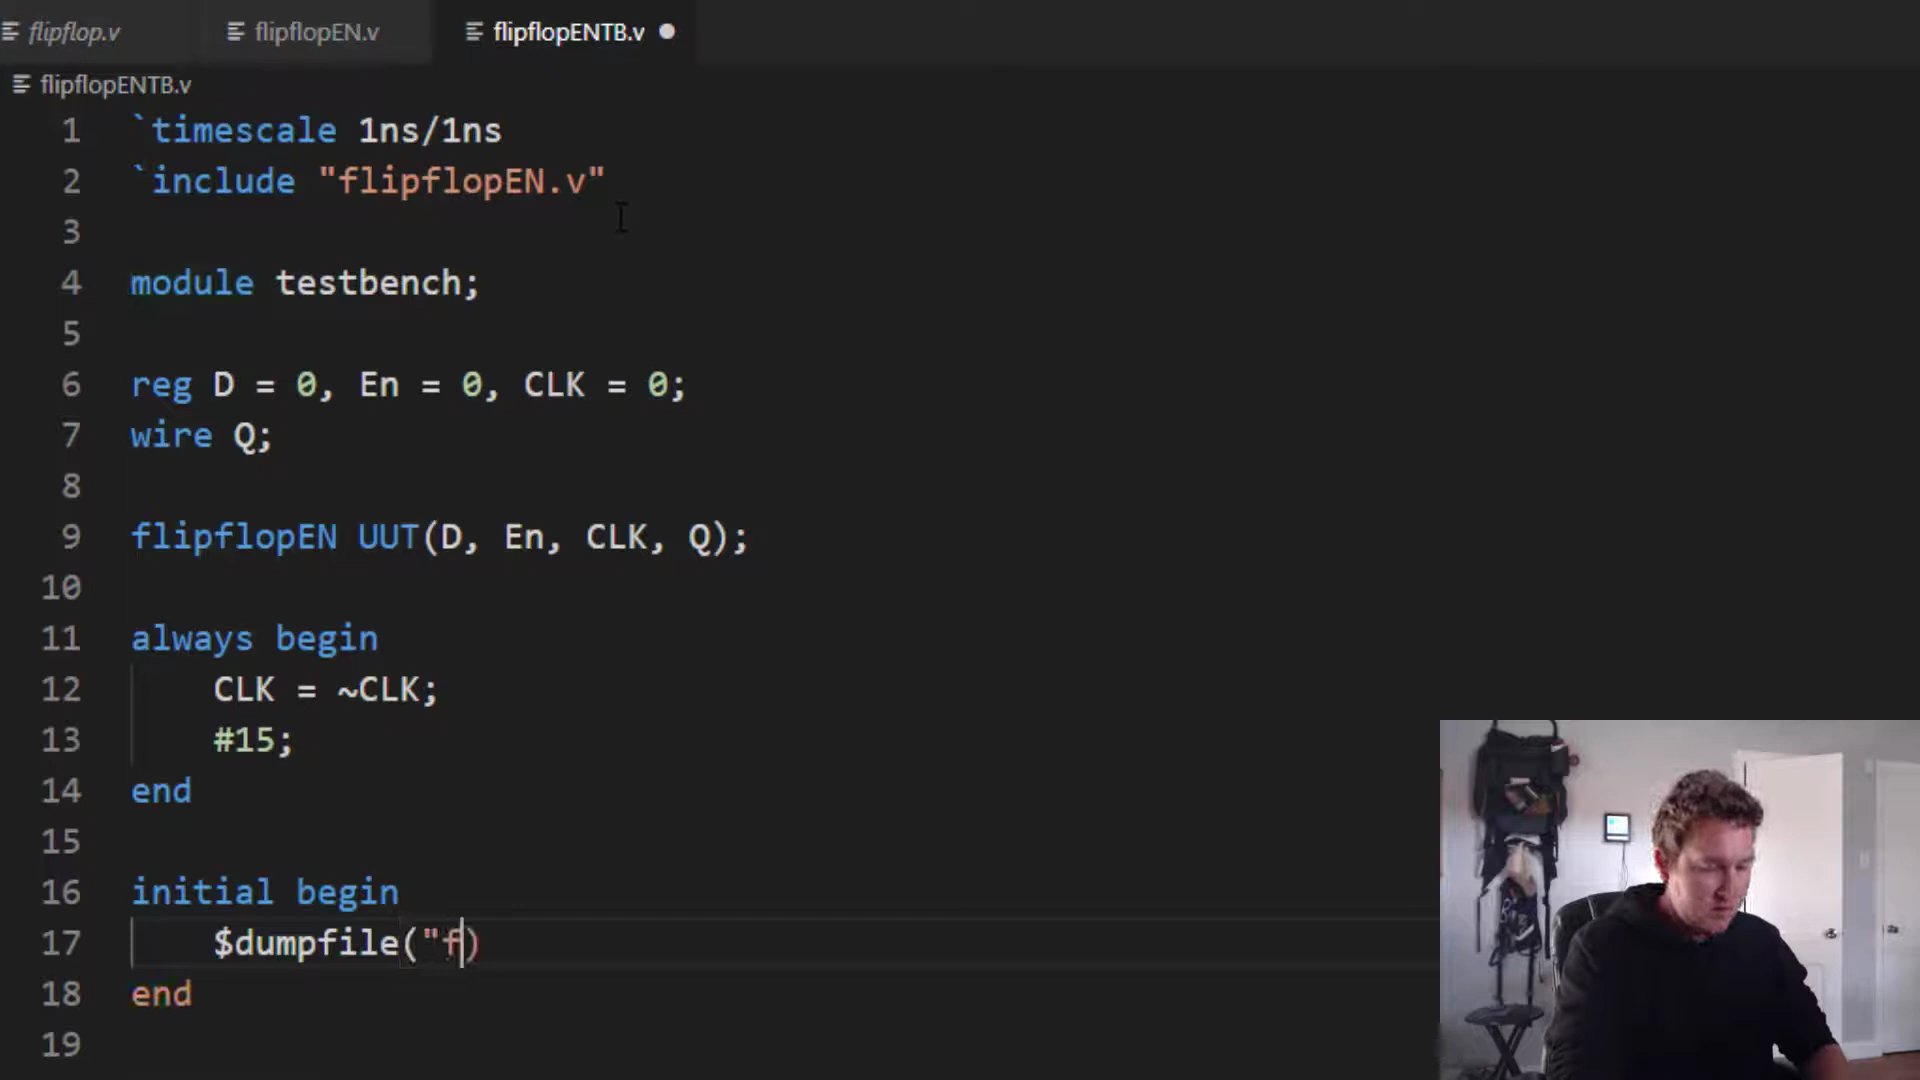 flipflop.v
flipflopEN.v
flipflopENTB.v
flipflopENTB.v
1 `timescale 1ns/1ns
2 `include "flipflopEN.v"
3
4 module testbench;
5
6 reg D = 0, En = 0, CLK = 0;
7 wire Q;
8
9 flipflopEN UUT(D, En, CLK, Q);
10
11 always begin
12 CLK = ~CLK;
13 #15;
14 end
15
16 initial begin
17 $dumpfile("f)
18 end
19